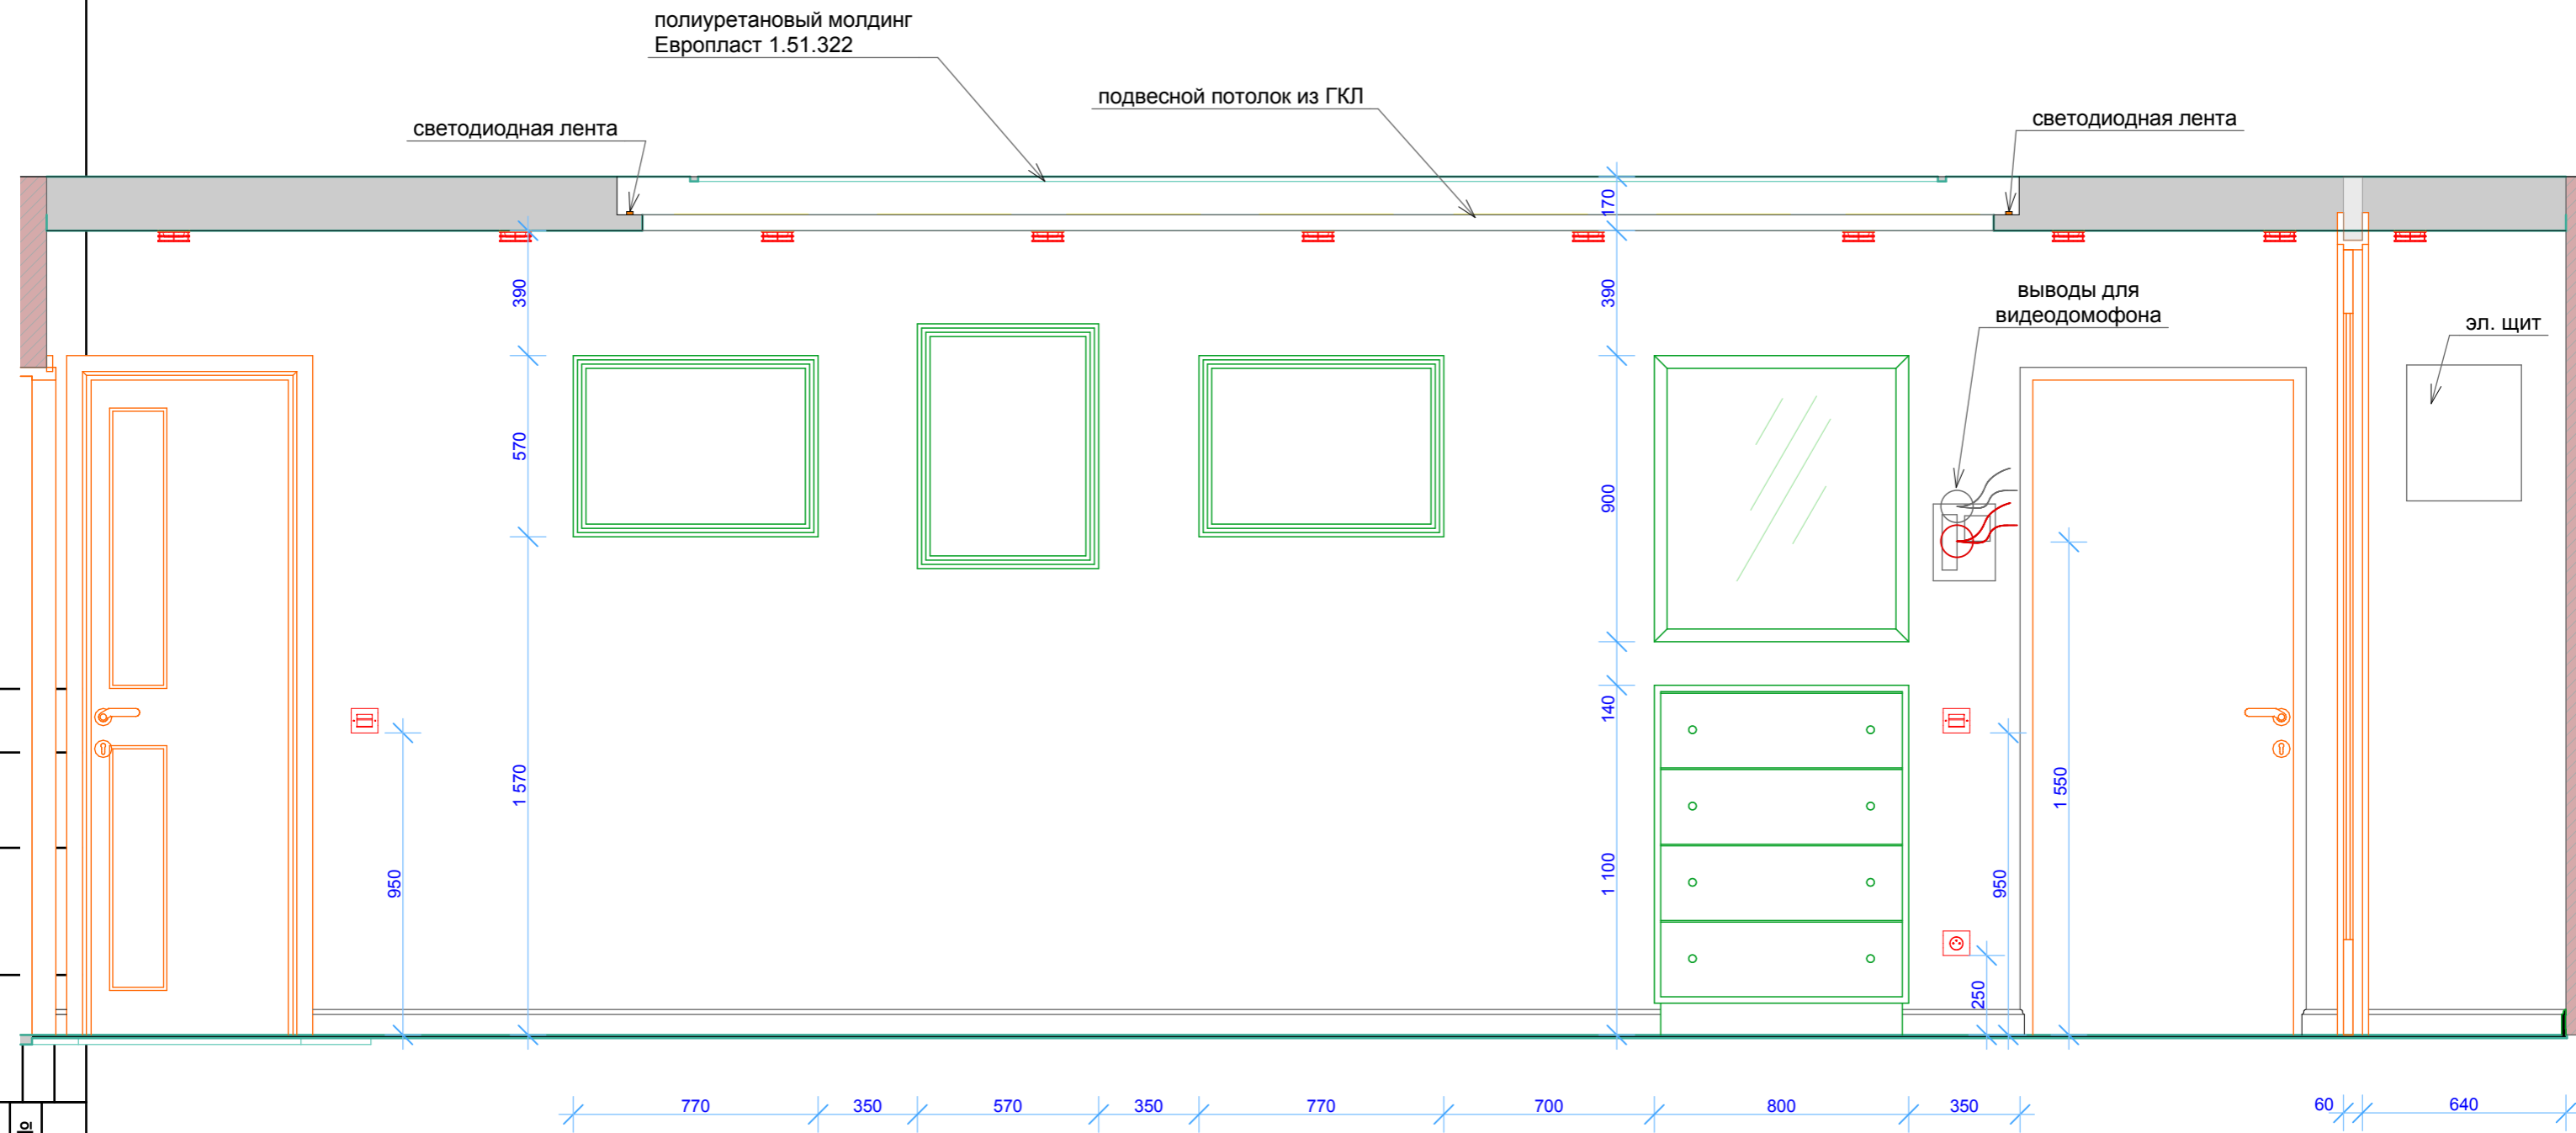 полиуретановый молдинг
Европласт 1.51.322
подвесной потолок из ГКЛ
светодиодная лента
светодиодная лента
170
390
390
выводы для
видеодомофона
эл. щит
570
900
140
1 570
1 550
950
1 100
950
250
770
350
570
350
770
700
800
350
60
640